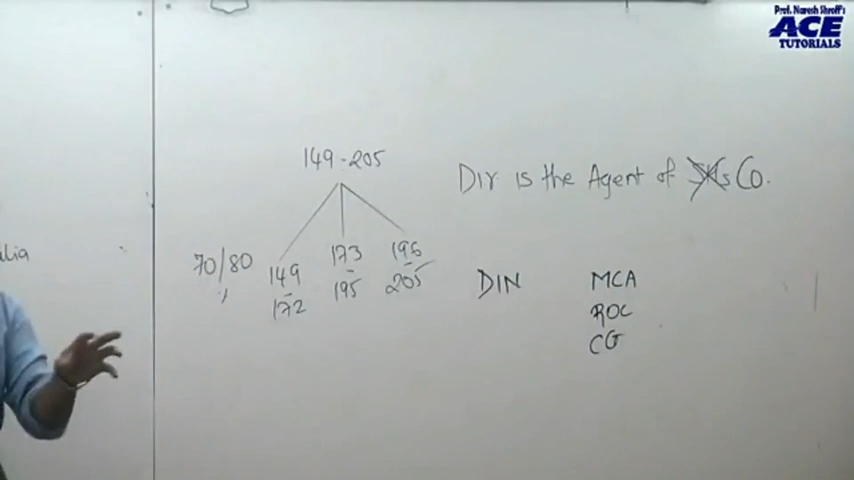 Prof. Naresh Shroff's
ACE
TUTORIALS
149-205
Dir is the Agent of Co.
70/80
149 - 172
173 - 195
196 - 205
DIN
MCA
ROC
CG